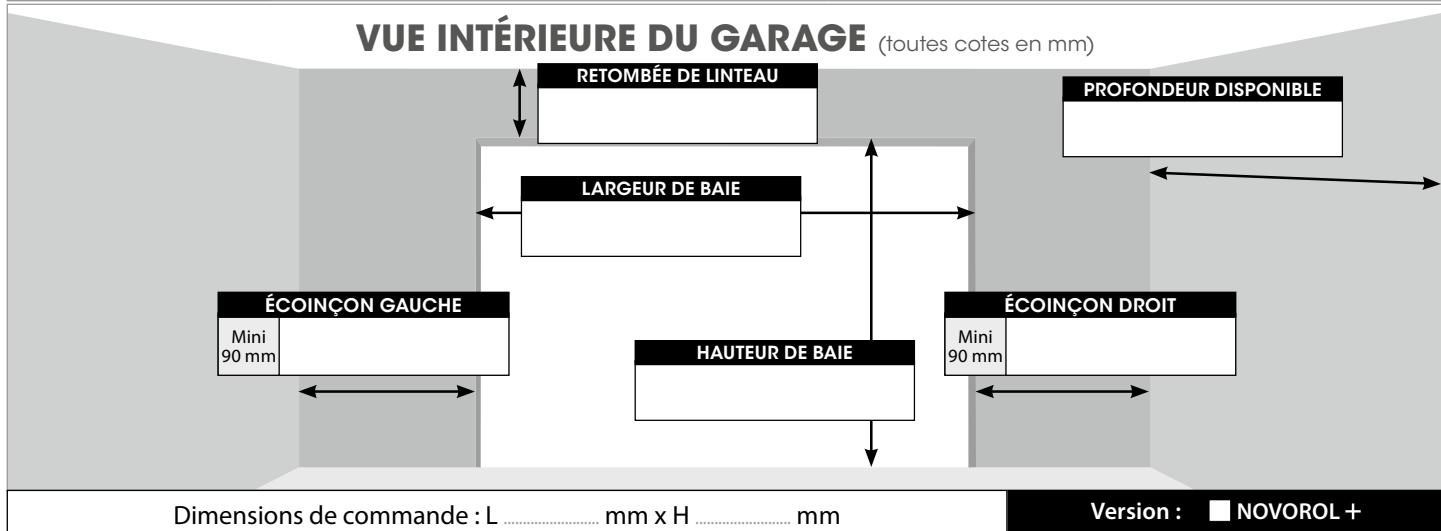 VUE INTÉRIEURE DU GARAGE (toutes cotes en mm)
RETOMBÉE DE LINTEAU
PROFONDEUR DISPONIBLE
LARGEUR DE BAIE
ÉCOINÇON GAUCHE
Mini
90 mm
ÉCOINÇON DROIT
Mini
90 mm
HAUTEUR DE BAIE
Dimensions de commande : L ........................ mm x H ........................ mm
Version : NOVOROL +